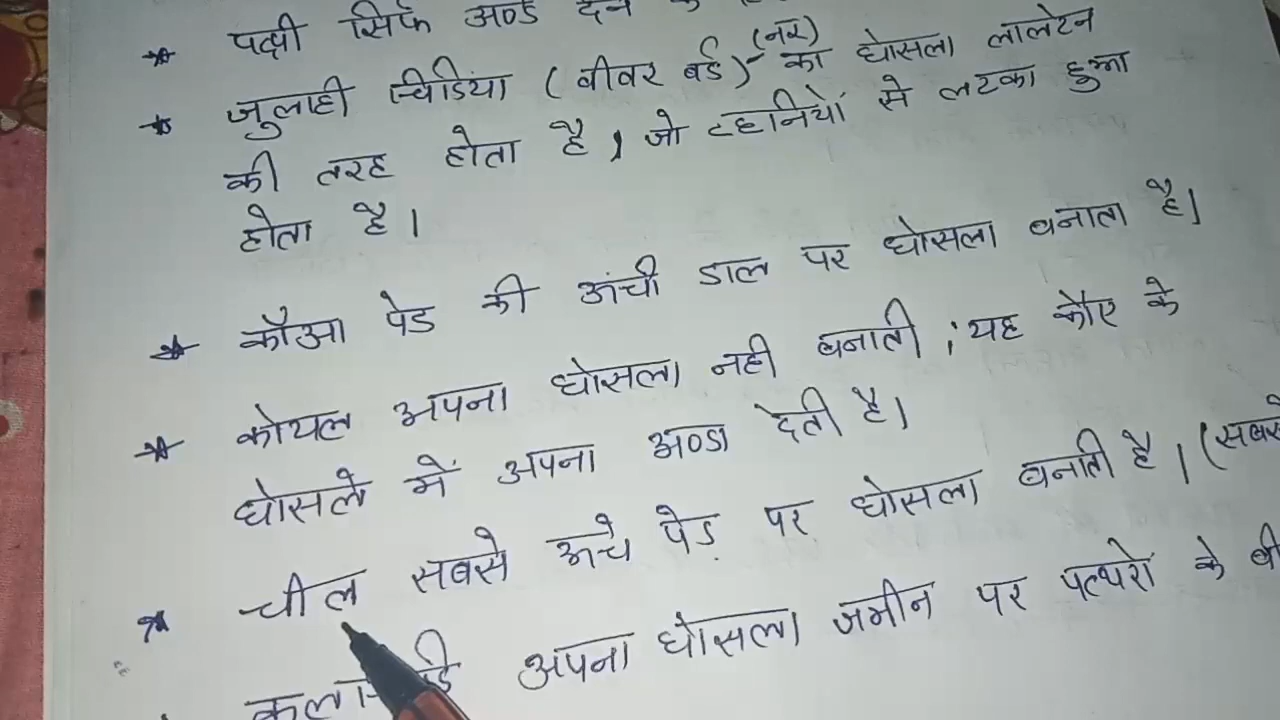 * पक्षी सिर्फ अण्डे देने के
* जुलाही चिडिया (वीवर बर्ड)-(नर) का घोसला लालटेन
की तरह होता है, जो टहनियों से लटका हुआ
होता है।
* कौआ पेड की ऊंची डाल पर घोसला बनाता है।
* कोयल अपना घोसला नही बनाती ; यह कौए के
घोसले में अपना अण्डा देती है।
* चील सबसे ऊंचे पेड़ पर घोसला बनाती है। (सबसे
अपना घोसला जमीन पर पत्थरो के